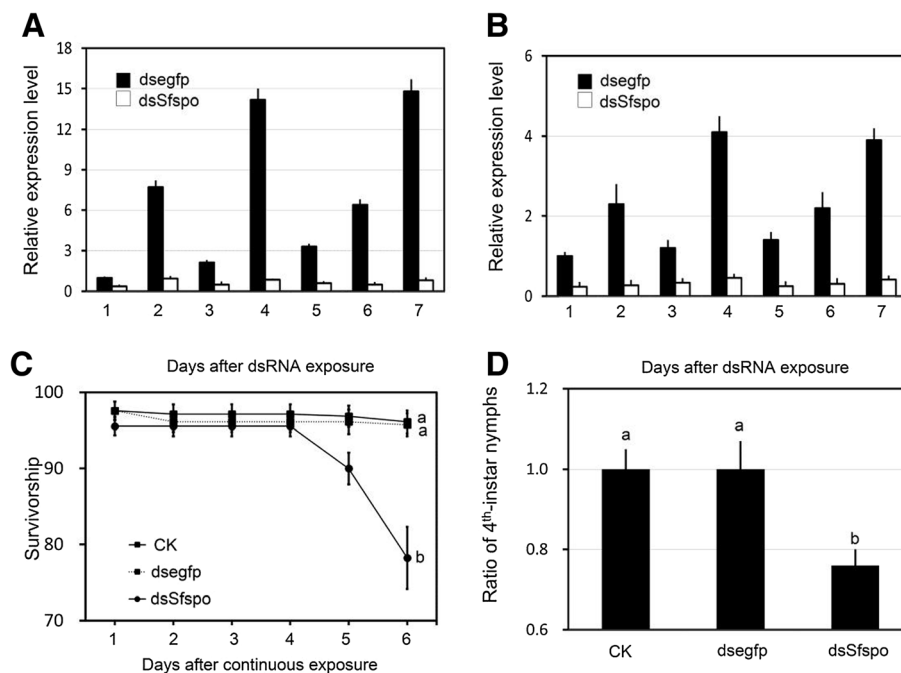 A
Relative expression level
18
15
12
9
6
3
0
dsegfp
dsSfspo
1 2 3 4 5 6 7
Days after dsRNA exposure
B
Relative expression level
6
4
2
0
dsegfp
dsSfspo
1 2 3 4 5 6 7
Days after dsRNA exposure
C
Survivorship
100
90
80
70
a
a
b
CK
dsegfp
dsSfspo
1 2 3 4 5 6
Days after continuous exposure
D
Ratio of 4th-instar nymphs
1.2
1.0
0.8
0.6
a a b
CK dsegfp dsSfspo